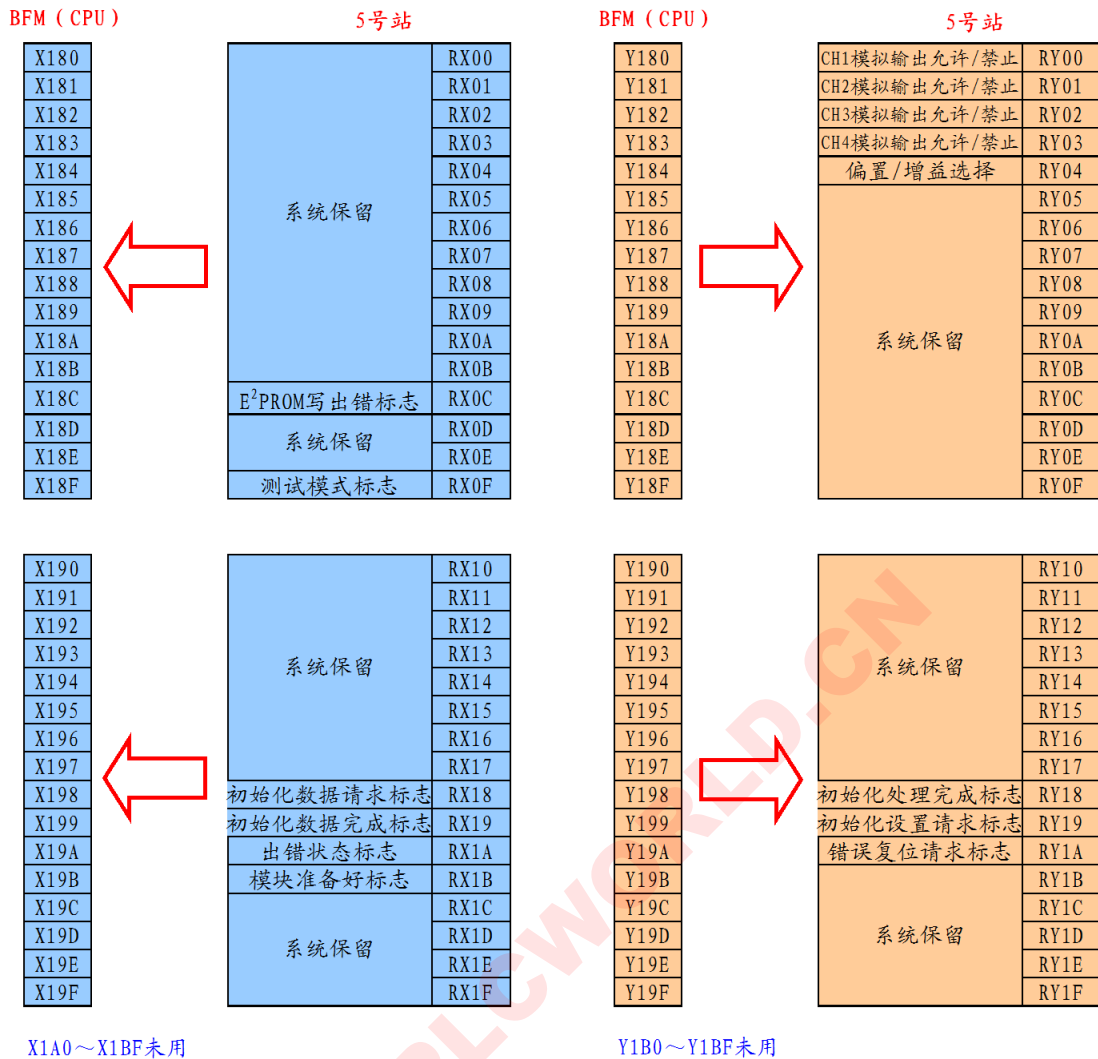 BFM ( CPU )
5号站
X180
RX00
X181
RX01
X182
RX02
X183
RX03
X184
RX04
X185
RX05
系统保留
X186
RX06
X187
RX07
X188
RX08
X189
RX09
X18A
RX0A
X18B
RX0B
X18C
E²PROM写出错标志
RX0C
X18D
RX0D
系统保留
X18E
RX0E
X18F
测试模式标志
RX0F
BFM ( CPU )
5号站
Y180
CH1模拟输出允许/禁止
RY00
Y181
CH2模拟输出允许/禁止
RY01
Y182
CH3模拟输出允许/禁止
RY02
Y183
CH4模拟输出允许/禁止
RY03
Y184
偏置/增益选择
RY04
Y185
RY05
Y186
RY06
Y187
RY07
Y188
RY08
Y189
RY09
Y18A
系统保留
RY0A
Y18B
RY0B
Y18C
RY0C
Y18D
RY0D
Y18E
RY0E
Y18F
RY0F
X190
RX10
X191
RX11
X192
RX12
X193
RX13
系统保留
X194
RX14
X195
RX15
X196
RX16
X197
RX17
X198
初始化数据请求标志
RX18
X199
初始化数据完成标志
RX19
X19A
出错状态标志
RX1A
X19B
模块准备好标志
RX1B
X19C
RX1C
X19D
RX1D
系统保留
X19E
RX1E
X19F
RX1F
X1A0～X1BF未用
Y190
RY10
Y191
RY11
Y192
RY12
Y193
RY13
系统保留
Y194
RY14
Y195
RY15
Y196
RY16
Y197
RY17
Y198
初始化处理完成标志
RY18
Y199
初始化设置请求标志
RY19
Y19A
错误复位请求标志
RY1A
Y19B
RY1B
Y19C
RY1C
Y19D
系统保留
RY1D
Y19E
RY1E
Y19F
RY1F
Y1B0～Y1BF未用
PLCWORLD.CN